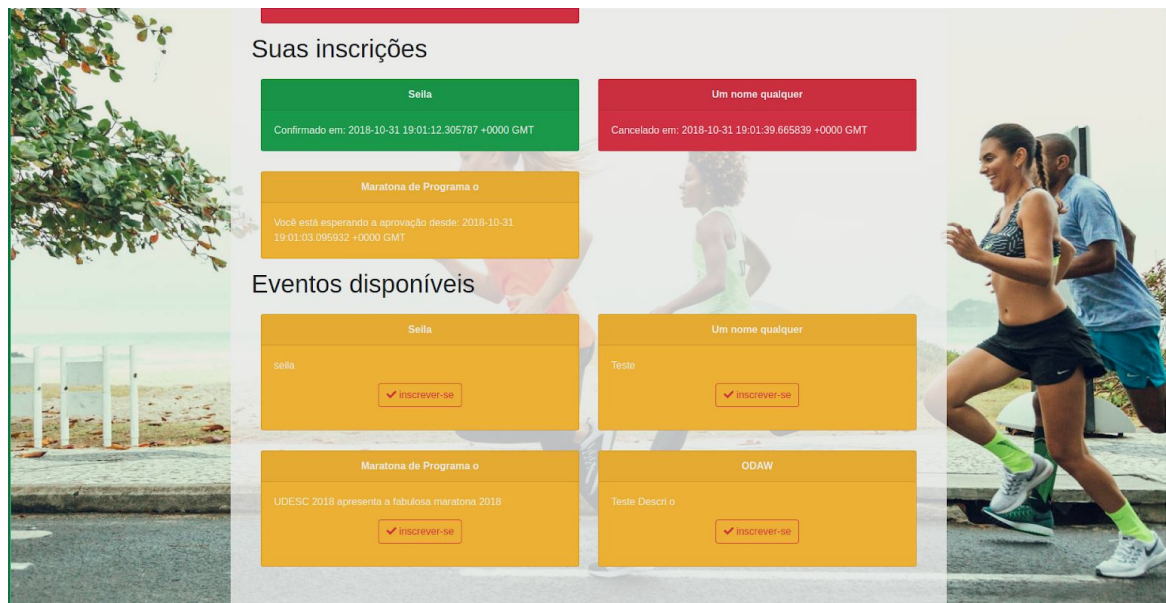 Suas inscrições
Seila
Confirmado em: 2018-10-31 19:01:12.305787 +0000 GMT
Um nome qualquer
Cancelado em: 2018-10-31 19:01:39.665839 +0000 GMT
Maratona de Programa o
Você está esperando a aprovação desde: 2018-10-31
19:01:03.095932 +0000 GMT
Eventos disponíveis
Seila
seila
inscrever-se
Um nome qualquer
Teste
inscrever-se
Maratona de Programa o
UDESC 2018 apresenta a fabulosa maratona 2018
inscrever-se
ODAW
Teste Descri o
inscrever-se